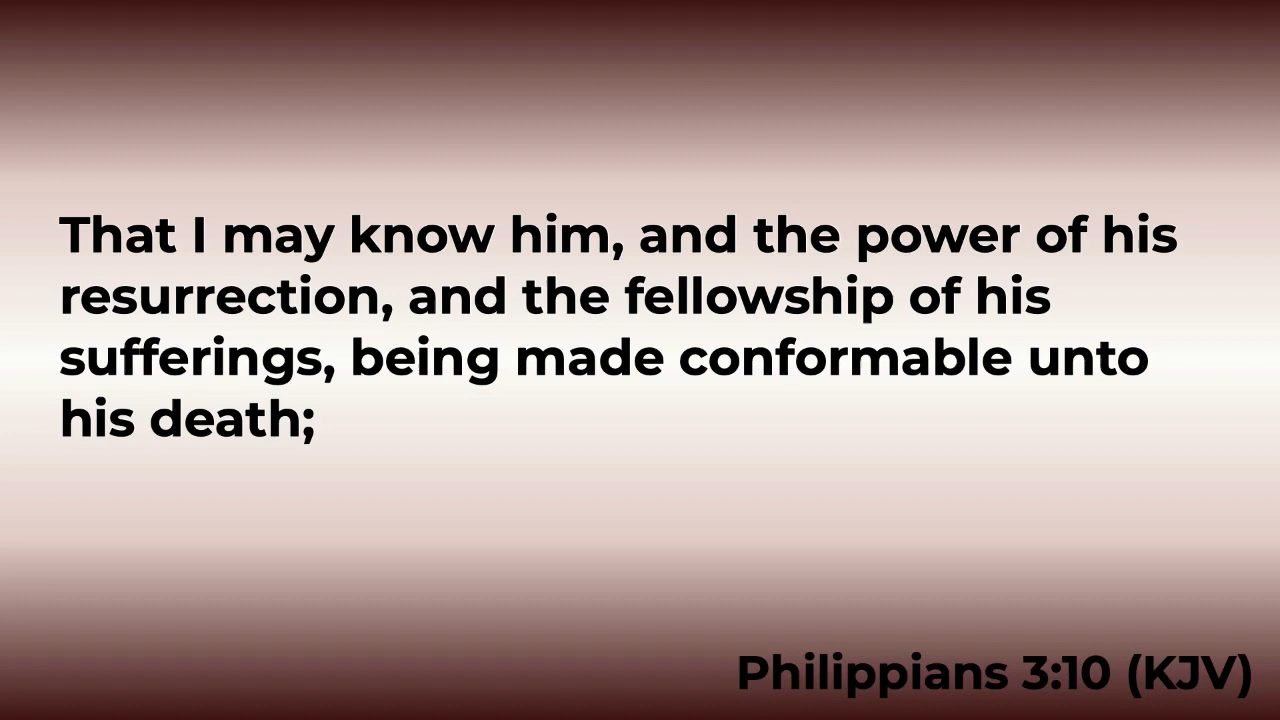 That I may know him, and the power of his
resurrection, and the fellowship of his
sufferings, being made conformable unto
his death;
Philippians 3:10 (KJV)